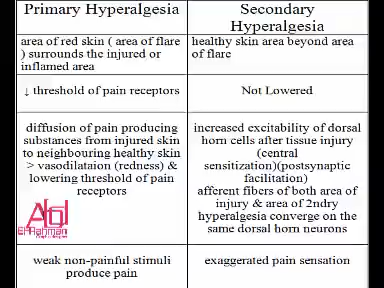 Primary Hyperalgesia
Secondary
Hyperalgesia
area of red skin ( area of flare
) surrounds the injured or
inflamed area
healthy skin area beyond area
of flare
↓ threshold of pain receptors
Not Lowered
diffusion of pain producing
substances from injured skin
to neighbouring healthy skin
> vasodilatation (redness) &
lowering threshold of pain
receptors
increased excitability of dorsal
horn cells after tissue injury
(central
sensitization)(postsynaptic
facilitation)
afferent fibers of both area of
injury & area of 2ndry
hyperalgesia converge on the
same dorsal horn neurons
weak non-painful stimuli
produce pain
exaggerated pain sensation